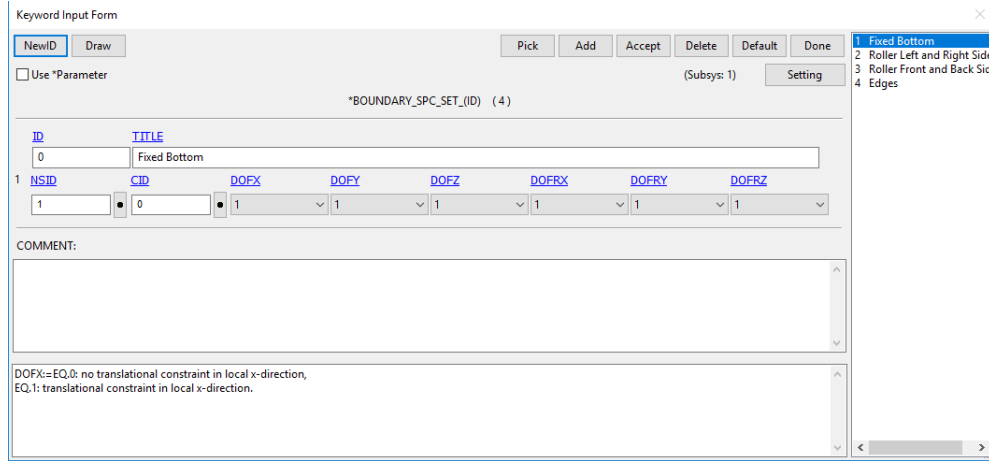 Keyword Input Form
NewID Draw Pick Add Accept Delete Default Done
Use *Parameter (Subsys: 1) Setting
*BOUNDARY_SPC_SET_(ID) (4)
ID TITLE
0 Fixed Bottom
1 NSID CID DOFX DOFY DOFZ DOFRX DOFRY DOFRZ
1 0 1 1 1 1 1 1
COMMENT:
DOFX:=EQ.0: no translational constraint in local x-direction,
EQ.1: translational constraint in local x-direction.
1 Fixed Bottom
2 Roller Left and Right Side
3 Roller Front and Back Sid
4 Edges